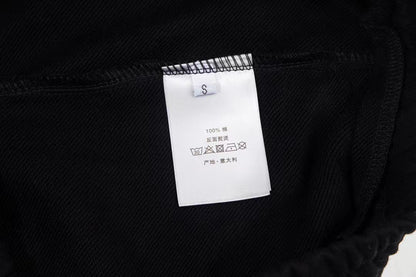 S
100% 棉
反面熨烫
产地·意大利